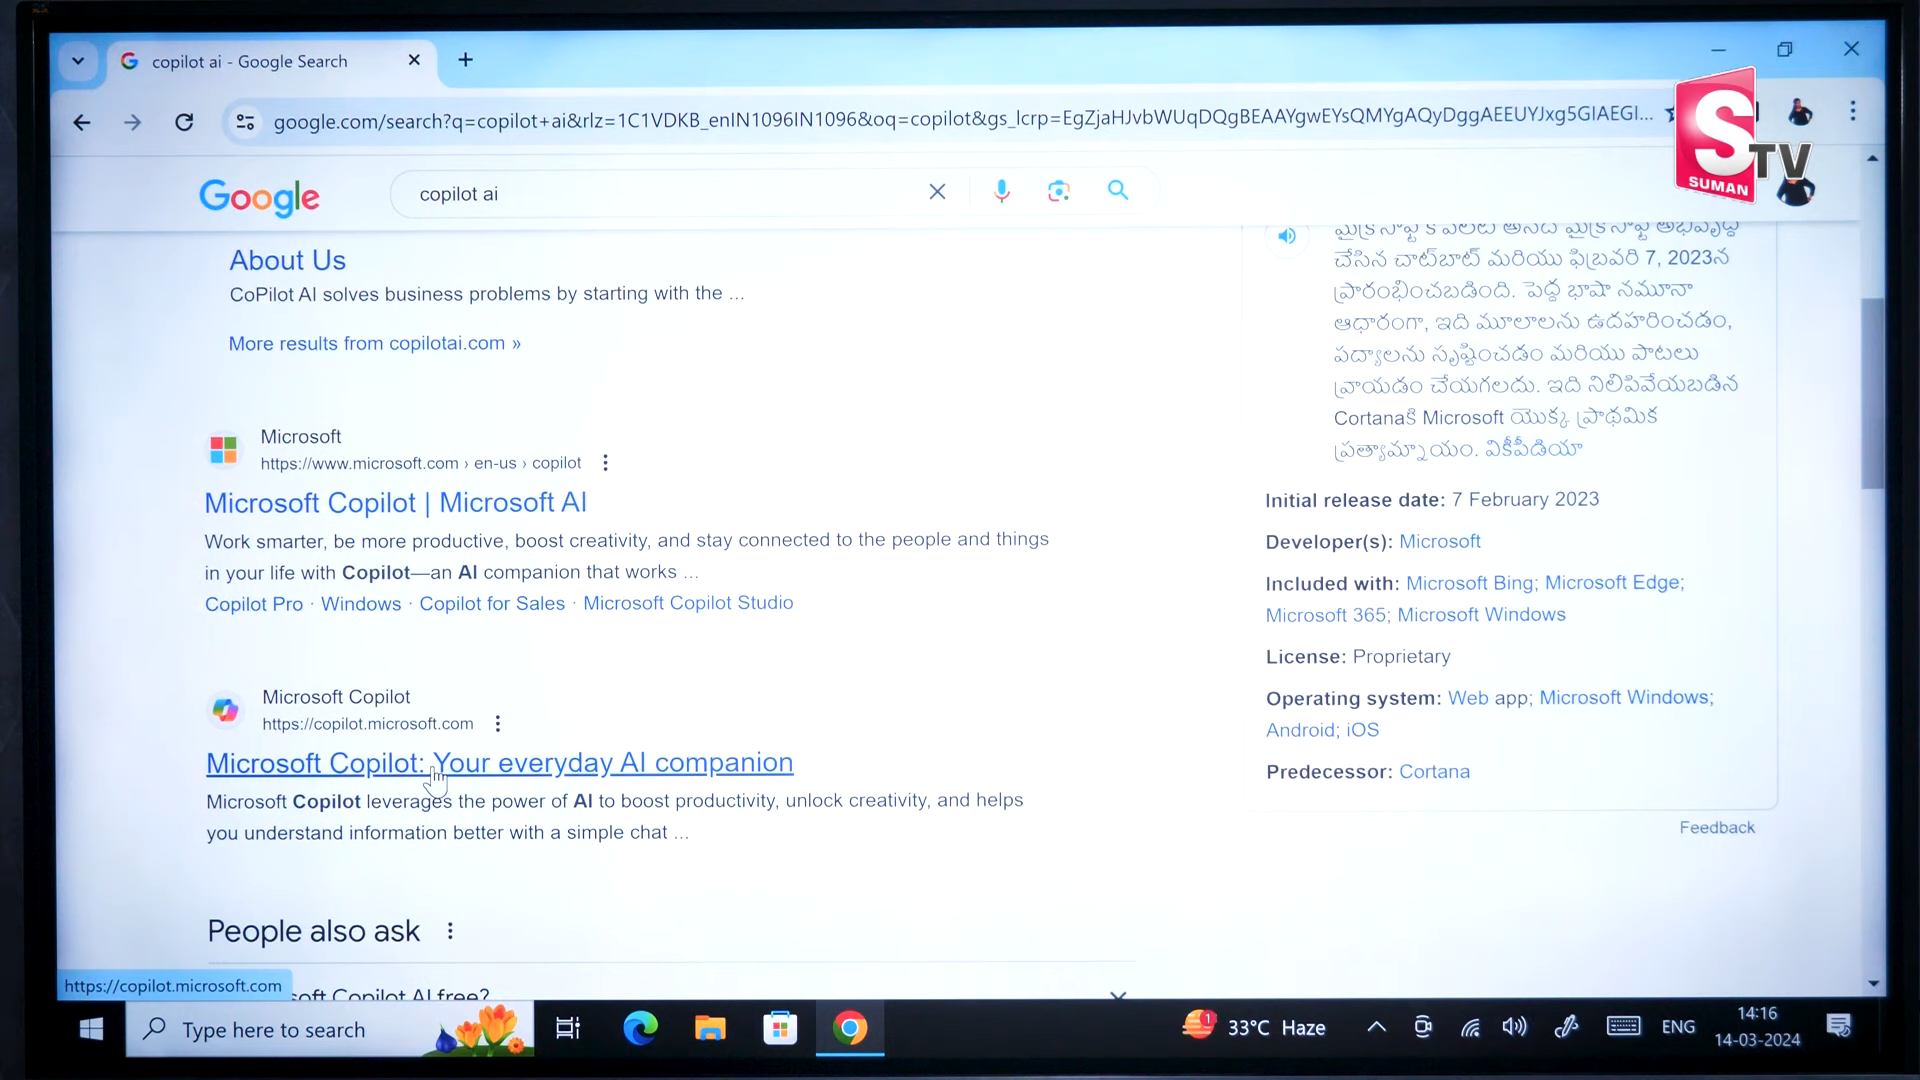 copilot ai - Google Search
google.com/search?q=copilot+ai&rlz=1C1VDKB_enIN1096IN1096&oq=copilot&gs_lcrp=EgZjaHJvbWUqDQgBEAAYgwEYsQMYgAQyDggAEEUYJxg5GIAEGI...
S
TV
SUMAN
Google
copilot ai
About Us
CoPilot AI solves business problems by starting with the ...
More results from copilotai.com »
Microsoft
https://www.microsoft.com › en-us › copilot
Microsoft Copilot | Microsoft AI
Work smarter, be more productive, boost creativity, and stay connected to the people and things
in your life with Copilot—an AI companion that works ...
Copilot Pro · Windows · Copilot for Sales · Microsoft Copilot Studio
Microsoft Copilot
https://copilot.microsoft.com
Microsoft Copilot: Your everyday AI companion
Microsoft Copilot leverages the power of AI to boost productivity, unlock creativity, and helps
you understand information better with a simple chat ...
People also ask
soft Copilot AI free?
https://copilot.microsoft.com
చేసిన చాట్‌బాట్ మరియు ఫిబ్రవరి 7, 2023న
ప్రారంభించబడింది. పెద్ద భాషా నమూనా
ఆధారంగా, ఇది మూలాలను ఉదహరించడం,
పద్యాలను సృష్టించడం మరియు పాటలు
వ్రాయడం చేయగలదు. ఇది నిలిపివేయబడిన
Cortanaకి Microsoft యొక్క ప్రాథమిక
ప్రత్యామ్నాయం. వికీపీడియా
Initial release date: 7 February 2023
Developer(s): Microsoft
Included with: Microsoft Bing; Microsoft Edge;
Microsoft 365; Microsoft Windows
License: Proprietary
Operating system: Web app; Microsoft Windows;
Android; iOS
Predecessor: Cortana
Feedback
Type here to search
1
33°C Haze
ENG
14:16
14-03-2024